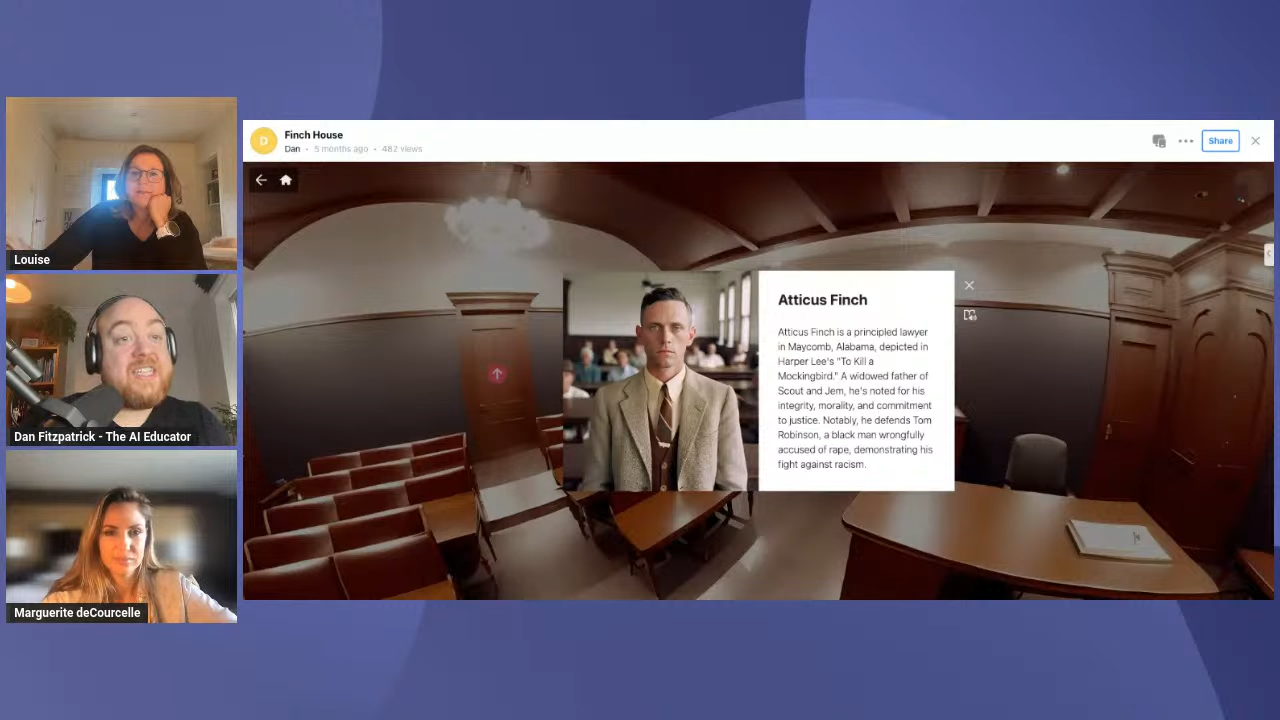 Louise
Dan Fitzpatrick - The AI Educator
Marguerite deCourcelle
D
Finch House
Dan • 5 months ago • 482 views
Share
Atticus Finch
Atticus Finch is a principled lawyer
in Maycomb, Alabama, depicted in
Harper Lee's "To Kill a
Mockingbird." A widowed father of
Scout and Jem, he's noted for his
integrity, morality, and commitment
to justice. Notably, he defends Tom
Robinson, a black man wrongfully
accused of rape, demonstrating his
fight against racism.